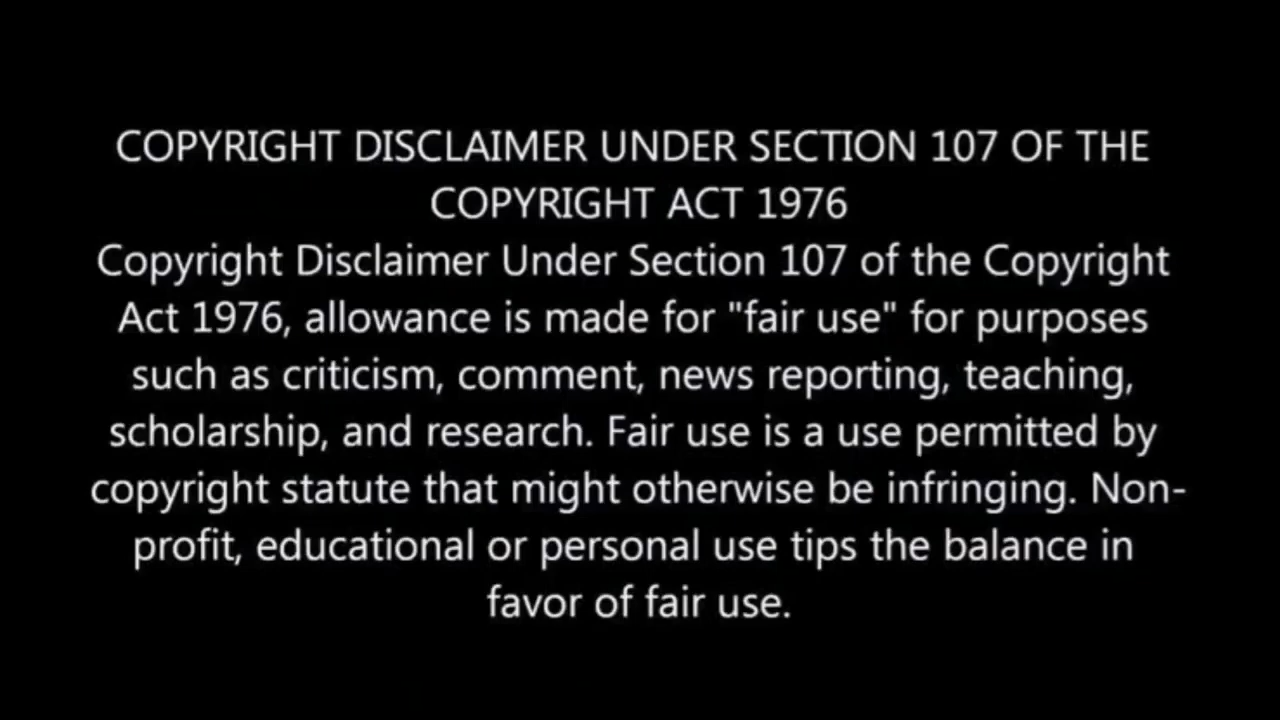 COPYRIGHT DISCLAIMER UNDER SECTION 107 OF THE
COPYRIGHT ACT 1976
Copyright Disclaimer Under Section 107 of the Copyright
Act 1976, allowance is made for "fair use" for purposes
such as criticism, comment, news reporting, teaching,
scholarship, and research. Fair use is a use permitted by
copyright statute that might otherwise be infringing. Non-
profit, educational or personal use tips the balance in
favor of fair use.